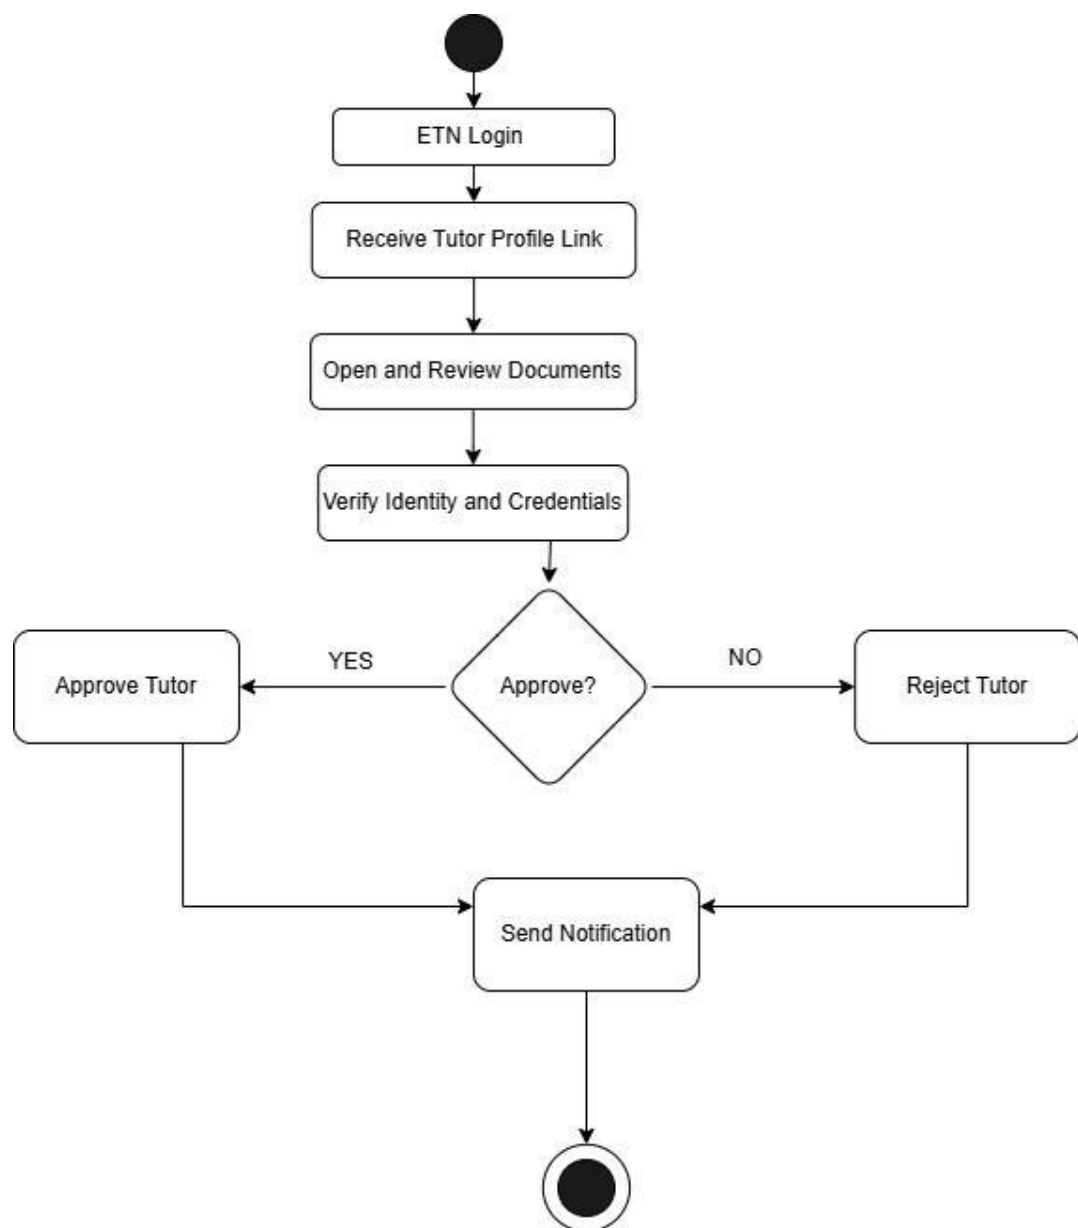 ETN Login
Receive Tutor Profile Link
Open and Review Documents
Verify Identity and Credentials
YES
NO
Approve Tutor
Approve?
Reject Tutor
Send Notification